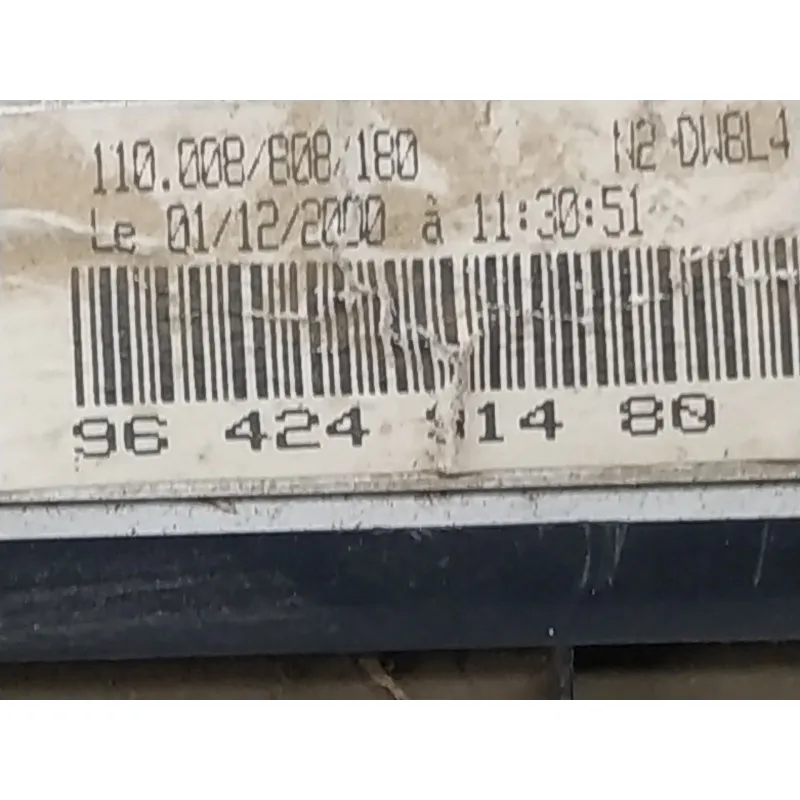 110.008/808/180 N2 DW8L4
Le 01/12/2000 à 11:30:51
96 424 80